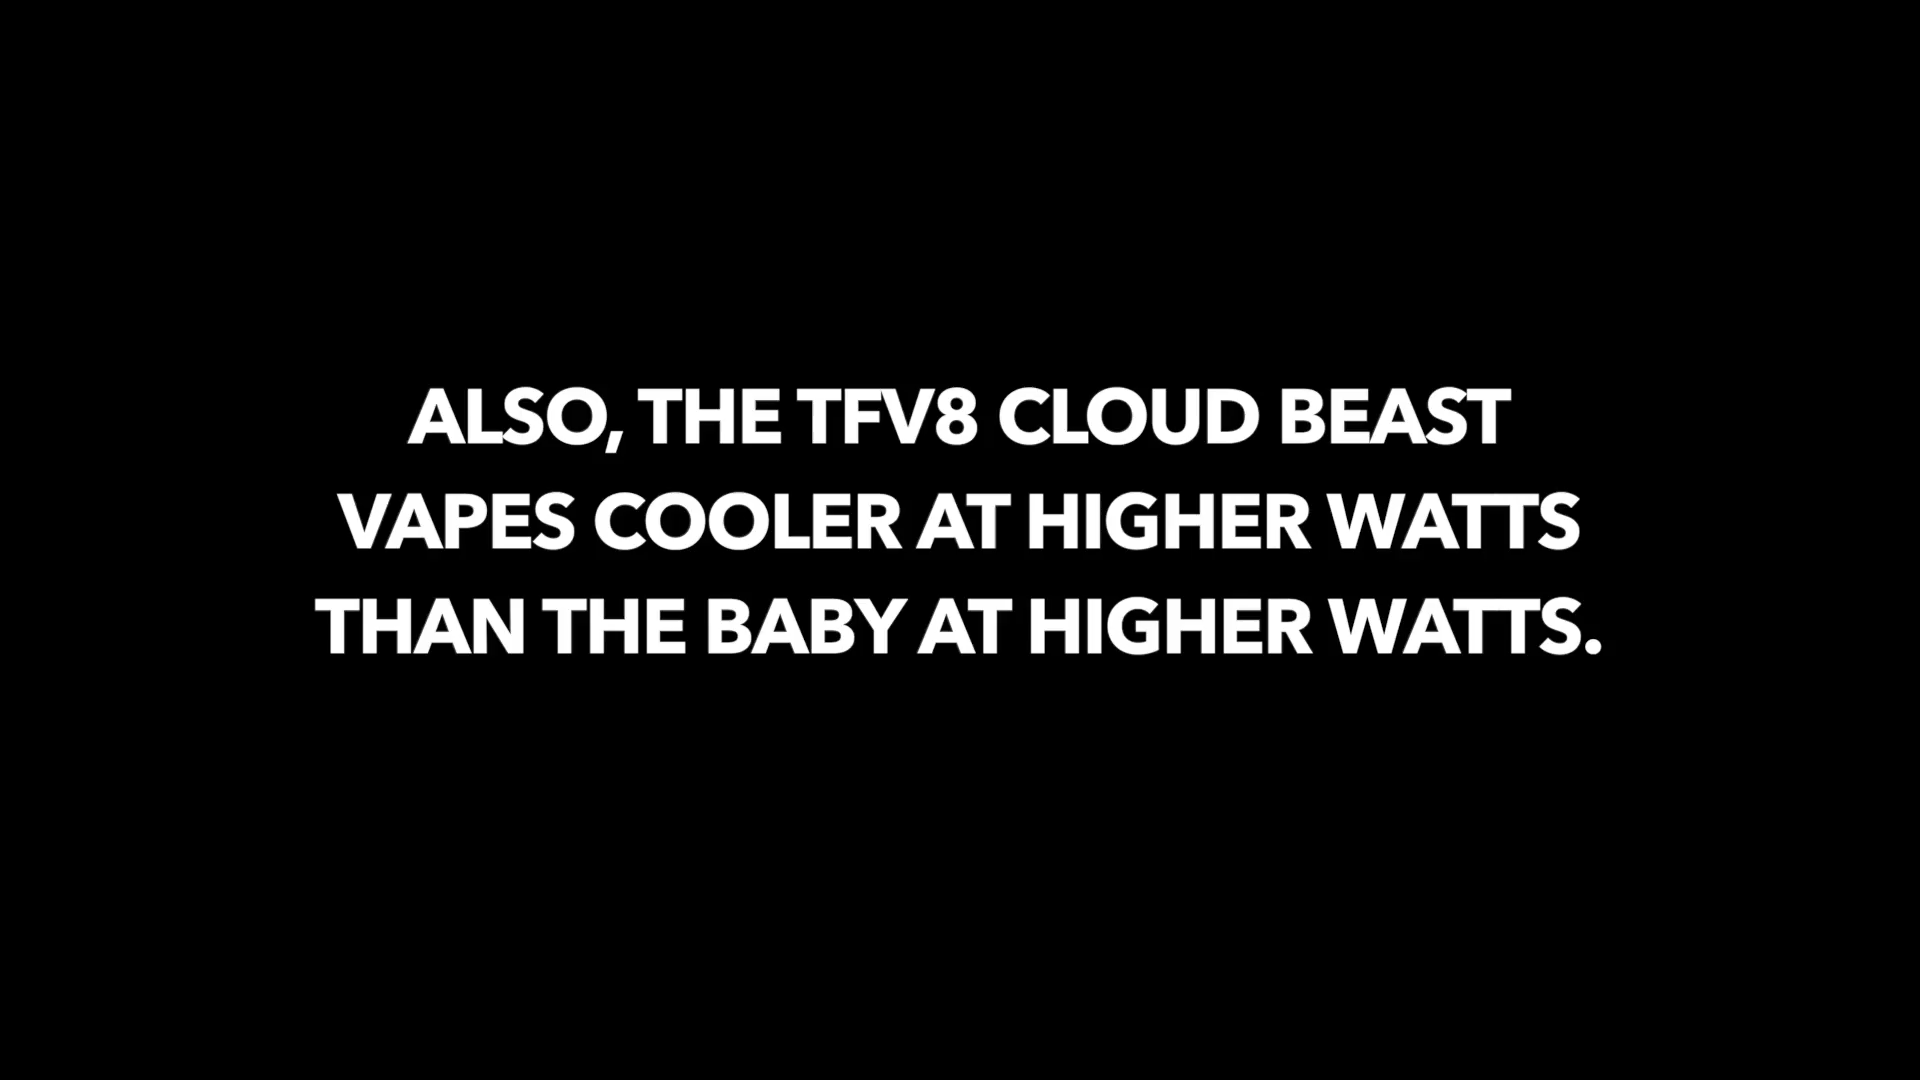 ALSO, THE TFV8 CLOUD BEAST
VAPES COOLER AT HIGHER WATTS
THAN THE BABY AT HIGHER WATTS.